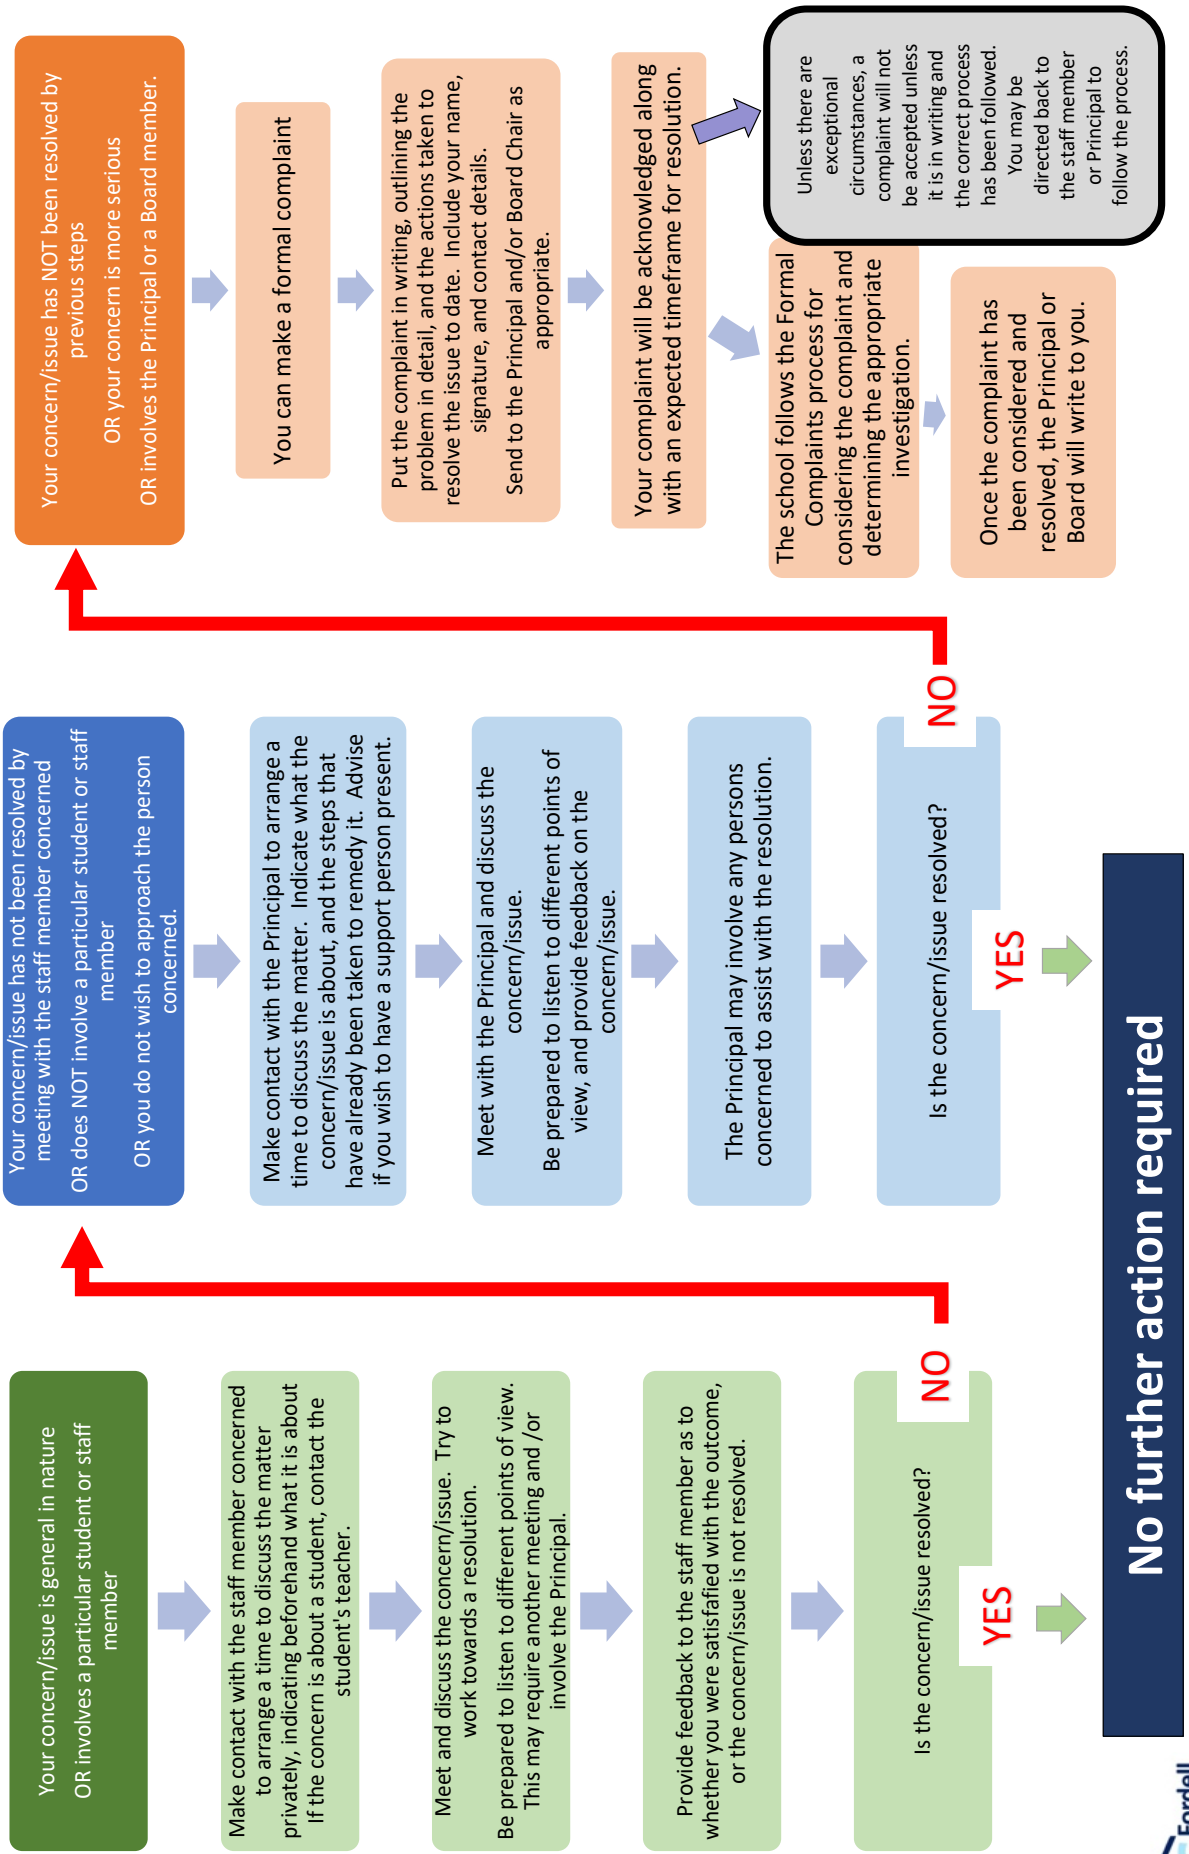 Your concern/issue is general in nature
OR involves a particular student or staff
member
Make contact with the staff member concerned
to arrange a time to discuss the matter
privately, indicating beforehand what it is about
If the concern is about a student, contact the
student's teacher.
Meet and discuss the concern/issue. Try to
work towards a resolution.
Be prepared to listen to different points of view.
This may require another meeting and /or
involve the Principal.
Provide feedback to the staff member as to
whether you were satisfafied with the outcome,
or the concern/issue is not resolved.
Is the concern/issue resolved?
NO
YES
Your concern/issue has not been resolved by
meeting with the staff member concerned
OR does NOT involve a particular student or staff
member
OR you do not wish to approach the person
concerned.
Make contact with the Principal to arrange a
time to discuss the matter. Indicate what the
concern/issue is about, and the steps that
have already been taken to remedy it. Advise
if you wish to have a support person present.
Meet with the Principal and discuss the
concern/issue.
Be prepared to listen to different points of
view, and provide feedback on the
concern/issue.
The Principal may involve any persons
concerned to assist with the resolution.
Is the concern/issue resolved?
NO
YES
Your concern/issue has NOT been resolved by
previous steps
OR your concern is more serious
OR involves the Principal or a Board member.
You can make a formal complaint
Put the complaint in writing, outlining the
problem in detail, and the actions taken to
resolve the issue to date. Include your name,
signature, and contact details.
Send to the Principal and/or Board Chair as
appropriate.
Your complaint will be acknowledged along
with an expected timeframe for resolution.
The school follows the Formal
Complaints process for
considering the complaint and
determining the appropriate
investigation.
Once the complaint has
been considered and
resolved, the Principal or
Board will write to you.
Unless there are
exceptional
circumstances, a
complaint will not
be accepted unless
it is in writing and
the correct process
has been followed.
You may be
directed back to
the staff member
or Principal to
follow the process.
No further action required
Fordell